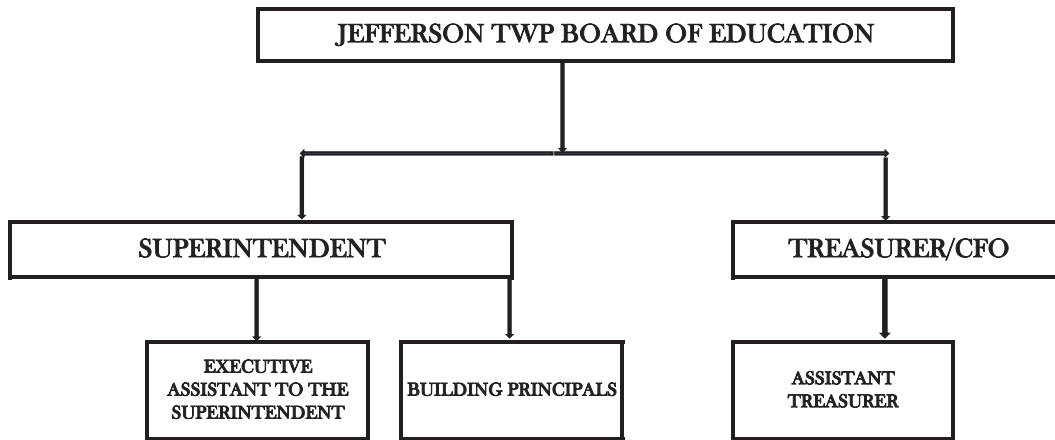 JEFFERSON TWP BOARD OF EDUCATION
SUPERINTENDENT
TREASURER/CFO
EXECUTIVE
ASSISTANT TO THE
SUPERINTENDENT
BUILDING PRINCIPALS
ASSISTANT
TREASURER